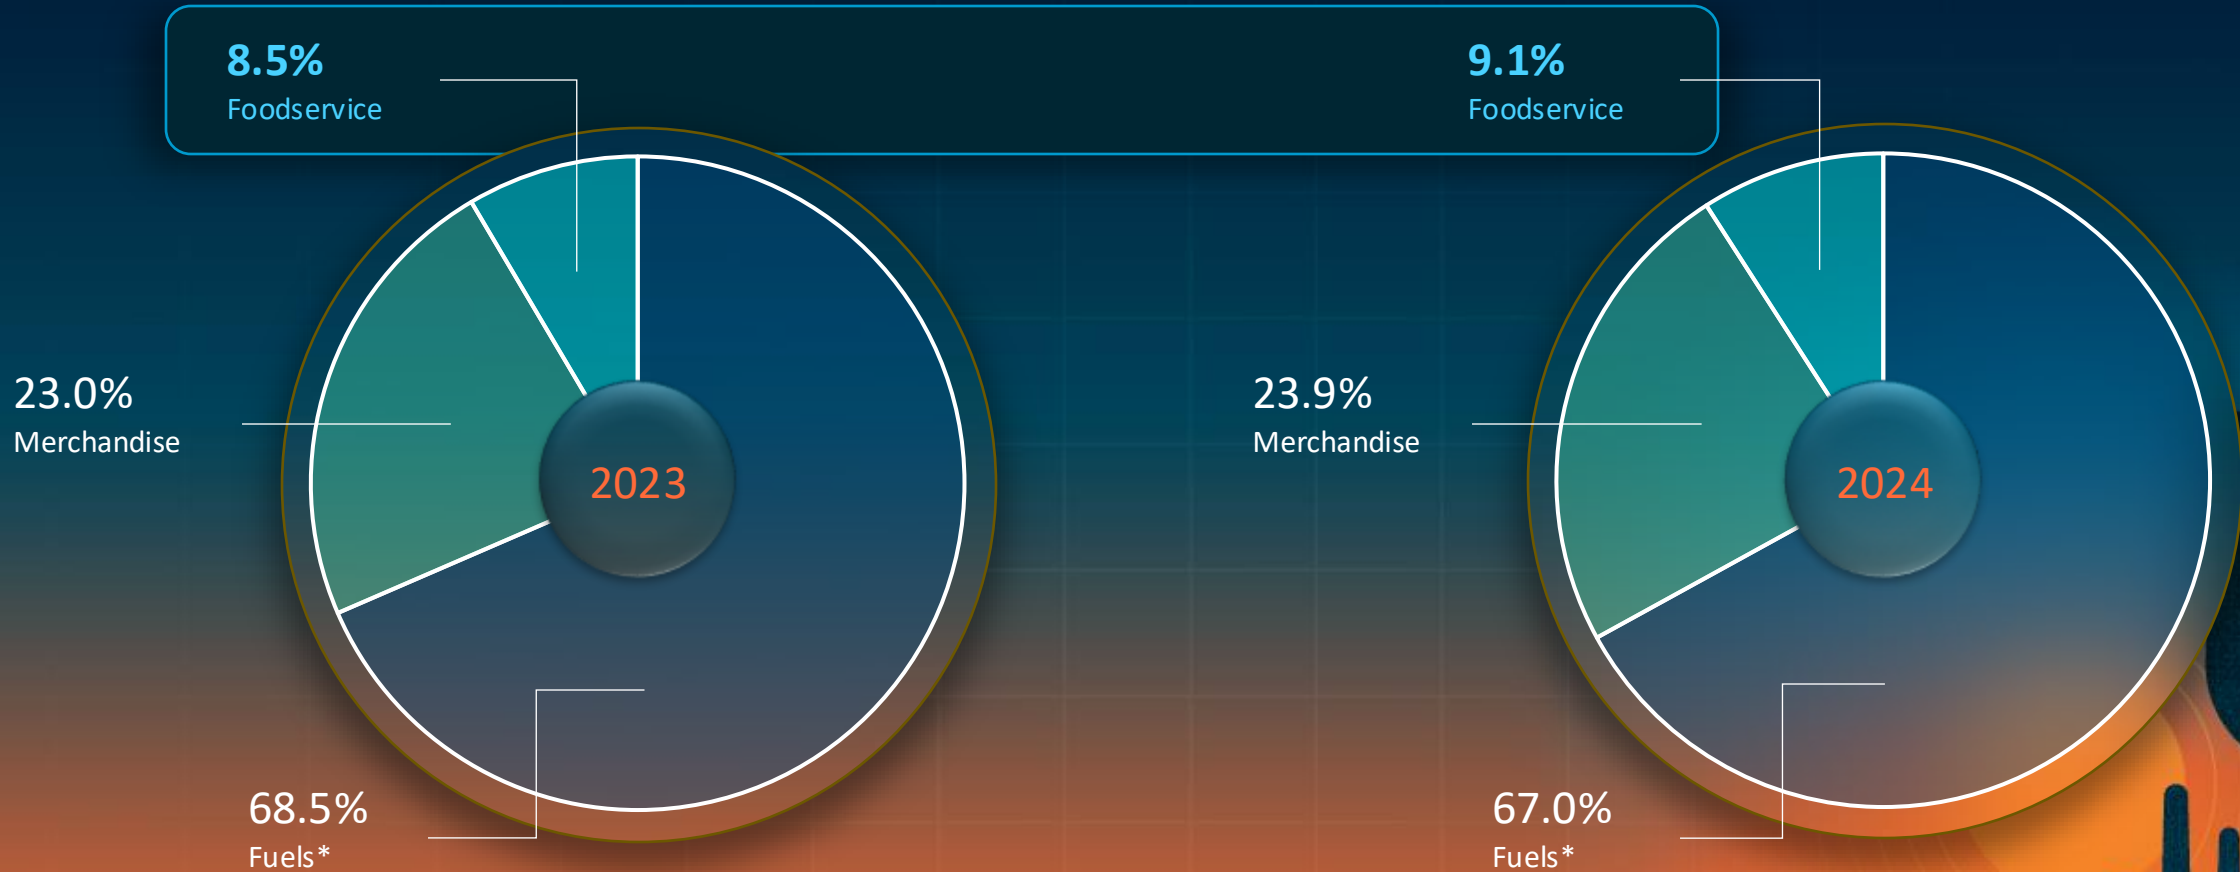 8.5%
Foodservice
23.0%
Merchandise
2023
68.5%
Fuels*
9.1%
Foodservice
23.9%
Merchandise
2024
67.0%
Fuels*